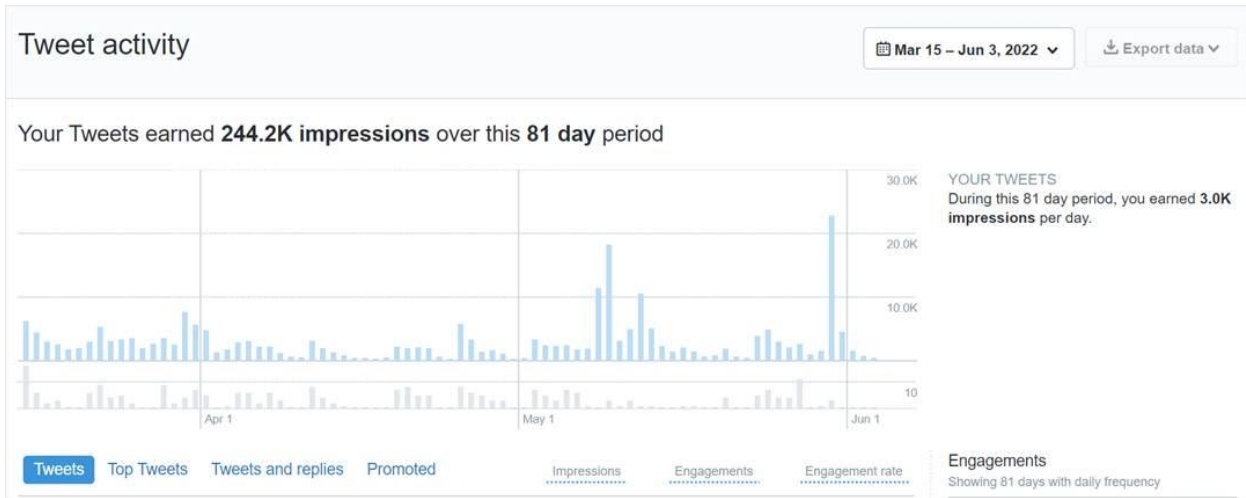 Tweet activity
Mar 15 – Jun 3, 2022
Export data
Your Tweets earned 244.2K impressions over this 81 day period
30.0K
20.0K
10.0K
10
Apr 1
May 1
Jun 1
YOUR TWEETS
During this 81 day period, you earned 3.0K
impressions per day.
Tweets
Top Tweets
Tweets and replies
Promoted
Impressions
Engagements
Engagement rate
Engagements
Showing 81 days with daily frequency